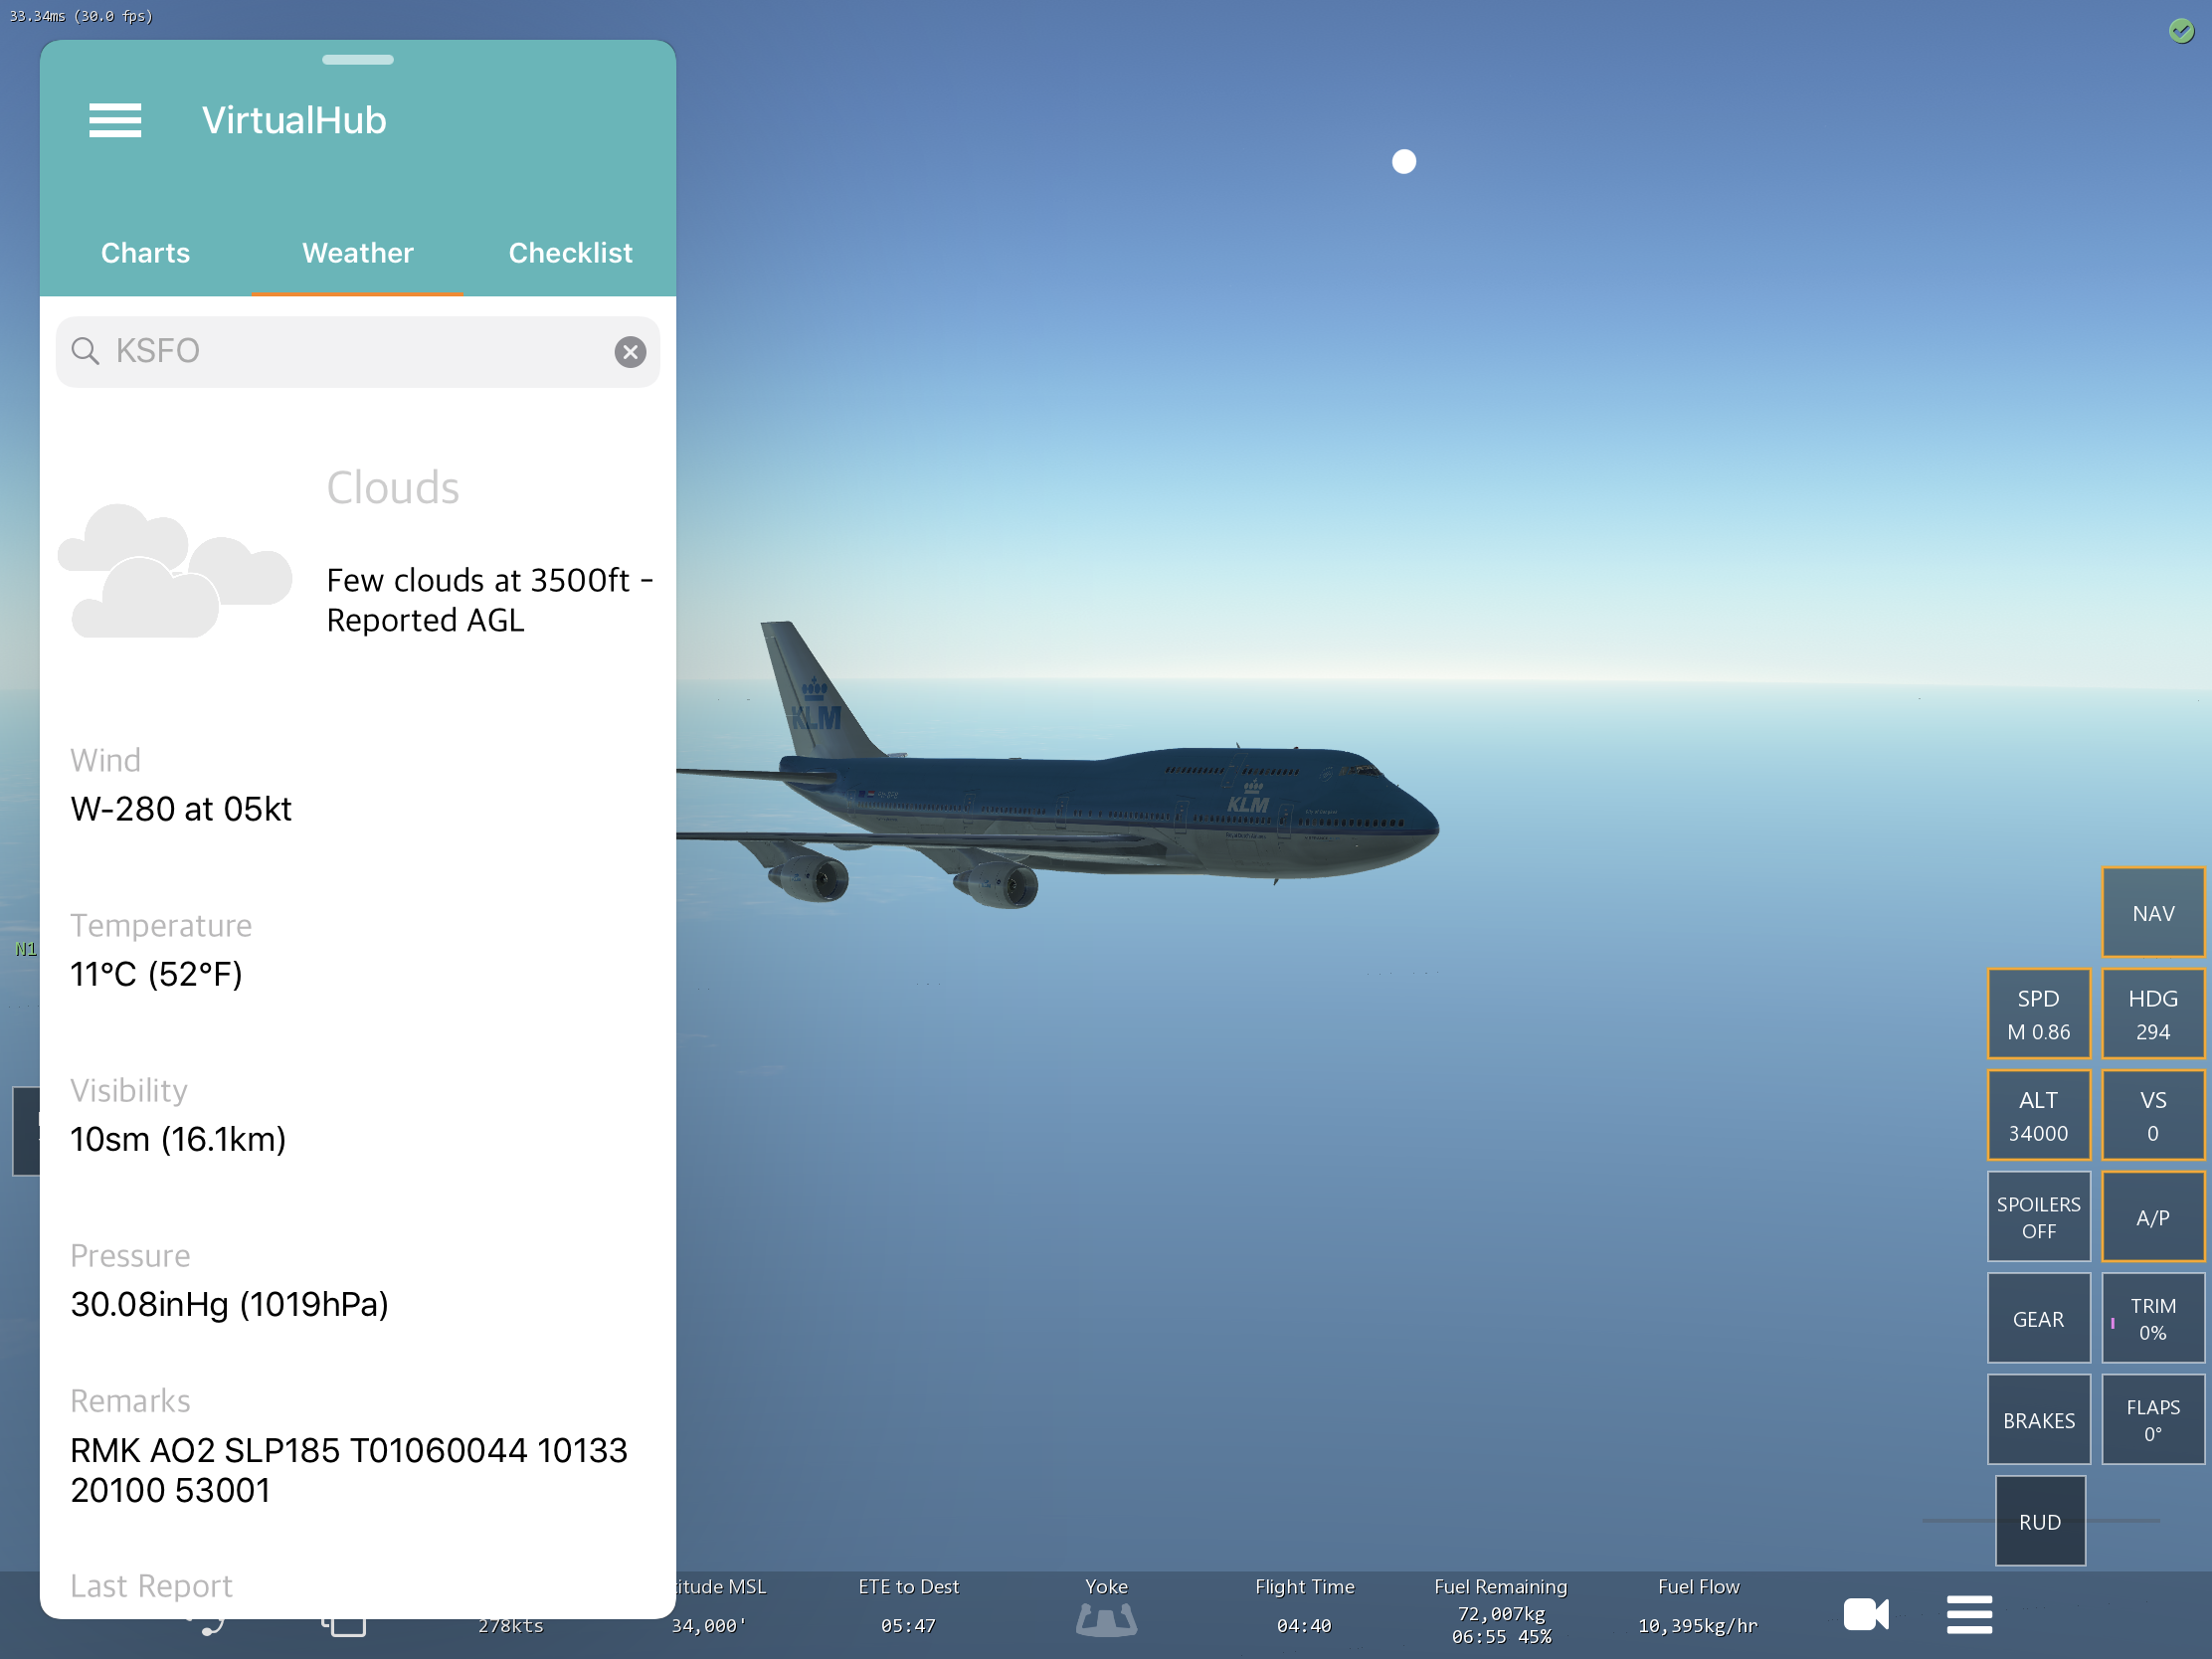 33.34ms (30.0 fps)
VirtualHub
Charts
Weather
Checklist
KSFO
Clouds
Few clouds at 3500ft -
Reported AGL
Wind
W-280 at 05kt
Temperature
11°C (52°F)
Visibility
10sm (16.1km)
Pressure
30.08inHg (1019hPa)
Remarks
RMK AO2 SLP185 T01060044 10133
20100 53001
Last Report
N1
KLM
KLM
NAV
SPD
M 0.86
HDG
294
ALT
34000
VS
0
SPOILERS
OFF
A/P
GEAR
TRIM
0%
BRAKES
FLAPS
0°
RUD
278kts
itude MSL
34,000'
ETE to Dest
05:47
Yoke
Flight Time
04:40
Fuel Remaining
72,007kg
06:55 45%
Fuel Flow
10,395kg/hr